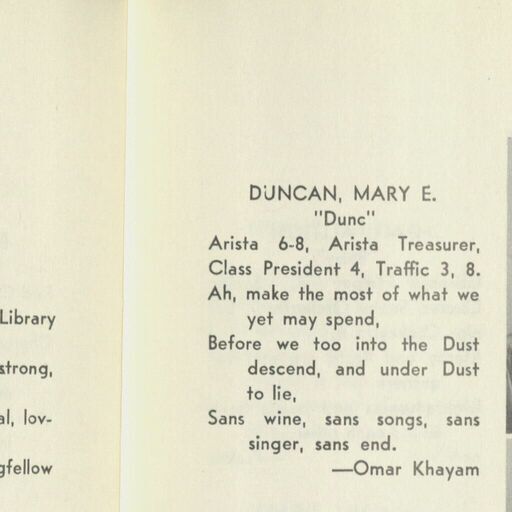 Library
strong,
al, lov-
gfellow
DUNCAN, MARY E.
"Dunc"
Arista 6-8, Arista Treasurer,
Class President 4, Traffic 3, 8.
Ah, make the most of what we
yet may spend,
Before we too into the Dust
descend, and under Dust
to lie,
Sans wine, sans songs, sans
singer, sans end.
—Omar Khayam